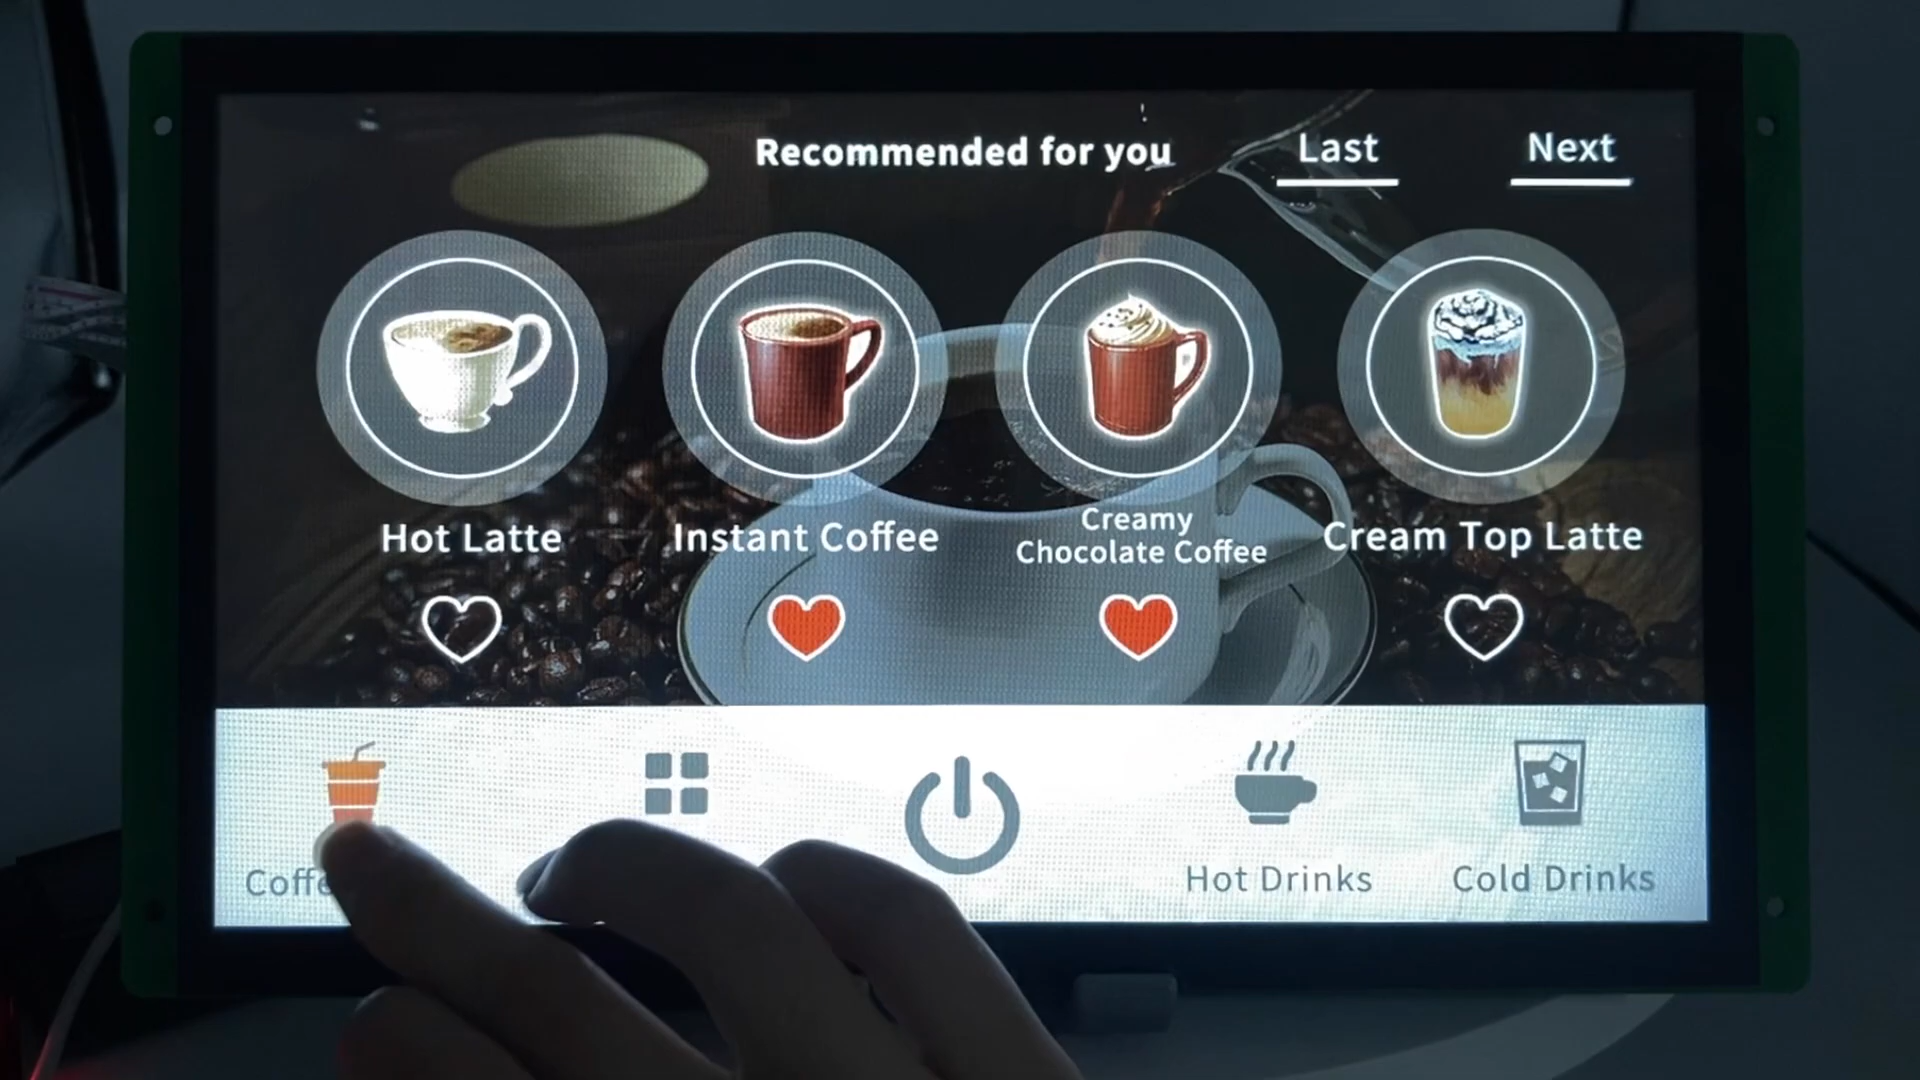 Recommended for you
Last
Next
Hot Latte
Instant Coffee
Creamy
Chocolate Coffee
Cream Top Latte
Hot Drinks
Cold Drinks